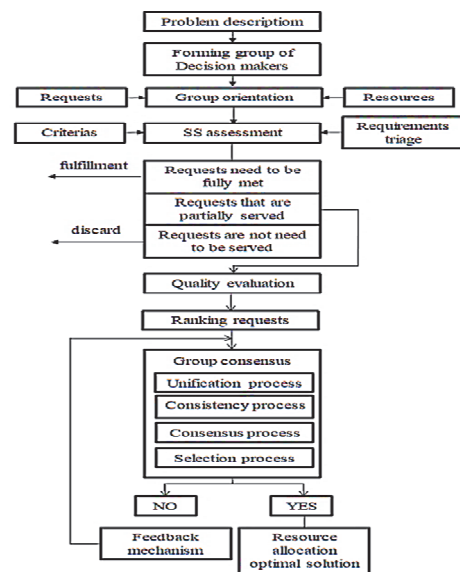 Problem description
Forming group of
Decision makers
Requests
Group orientation
Resources
Criterias
SS assessment
Requirements
triage
fulfillment
Requests need to be
fully met
Requests that are
partially served
discard
Requests are not need
to be served
Quality evaluation
Ranking requests
Group consensus
Unification process
Consistency process
Consensus process
Selection process
NO
YES
Feedback
mechanism
Resource
allocation
optimal solution